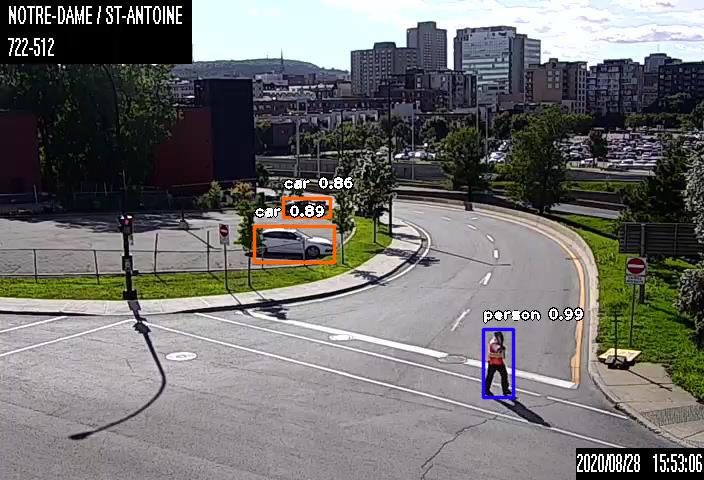 NOTRE-DAME / ST-ANTOINE
722-512
car 0.86
car 0.89
person 0.99
2020/08/28 15:53:06